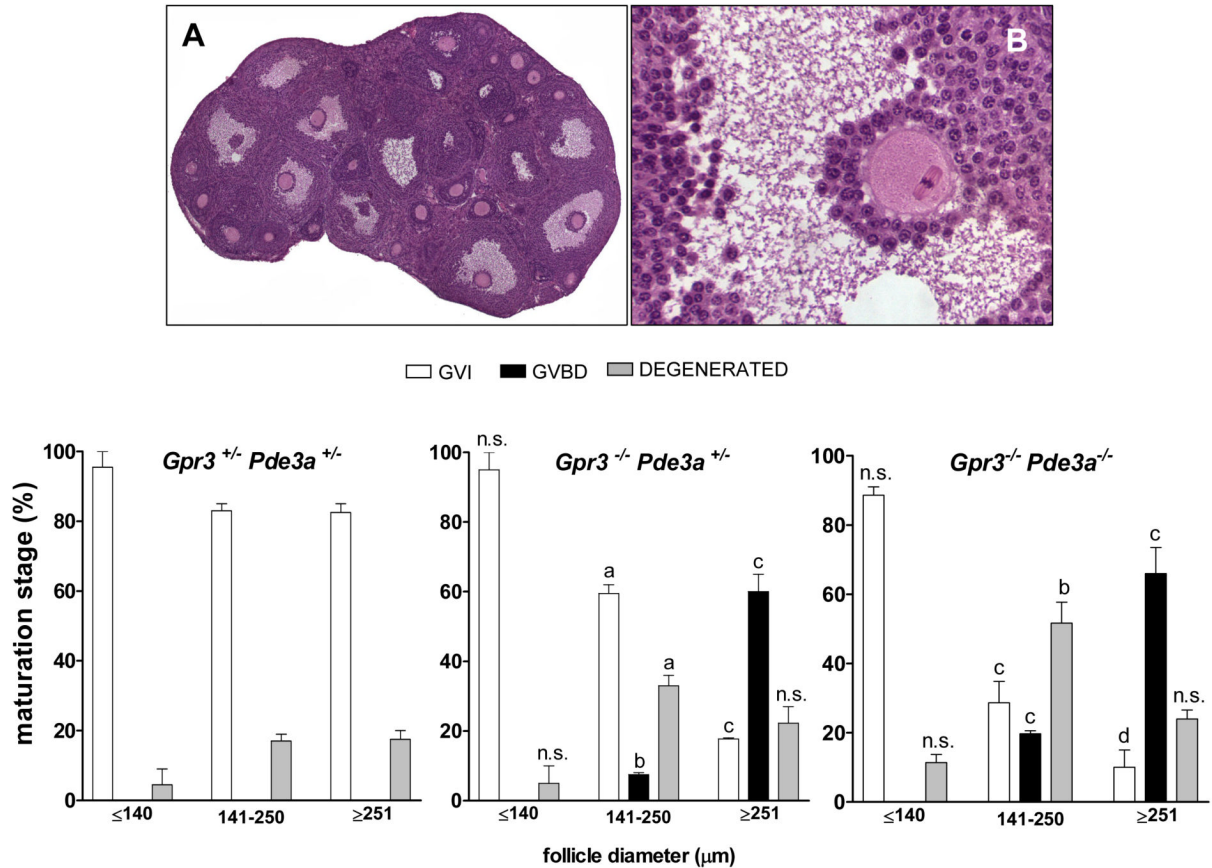 A
B
GVI GVBD DEGENERATED
maturation stage (%)
Gpr3 +/- Pde3a +/-
100
80
60
40
20
0
≤140 141-250 ≥251
Gpr3 -/- Pde3a +/-
100
80
60
40
20
0
n.s.
n.s.
a
b
a
c
c
n.s.
≤140 141-250 ≥251
Gpr3-/- Pde3a-/-
100
80
60
40
20
0
n.s.
n.s.
c
b
d
c
n.s.
≤140 141-250 ≥251
follicle diameter (μm)